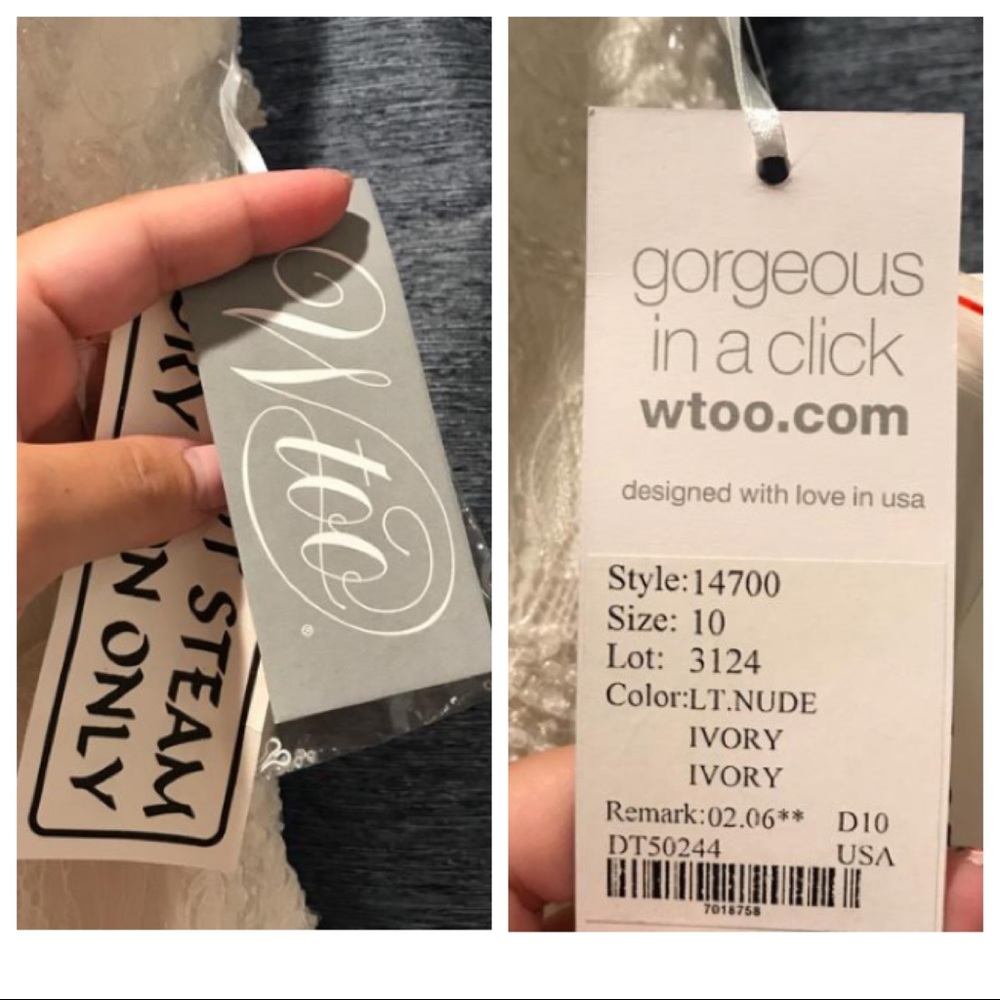 Wtoo
®
STEAM
ONLY
gorgeous
in a click
wtoo.com
designed with love in usa
Style:14700
Size: 10
Lot: 3124
Color:LT.NUDE
IVORY
IVORY
Remark:02.06** D10
DT50244 USA
7018758